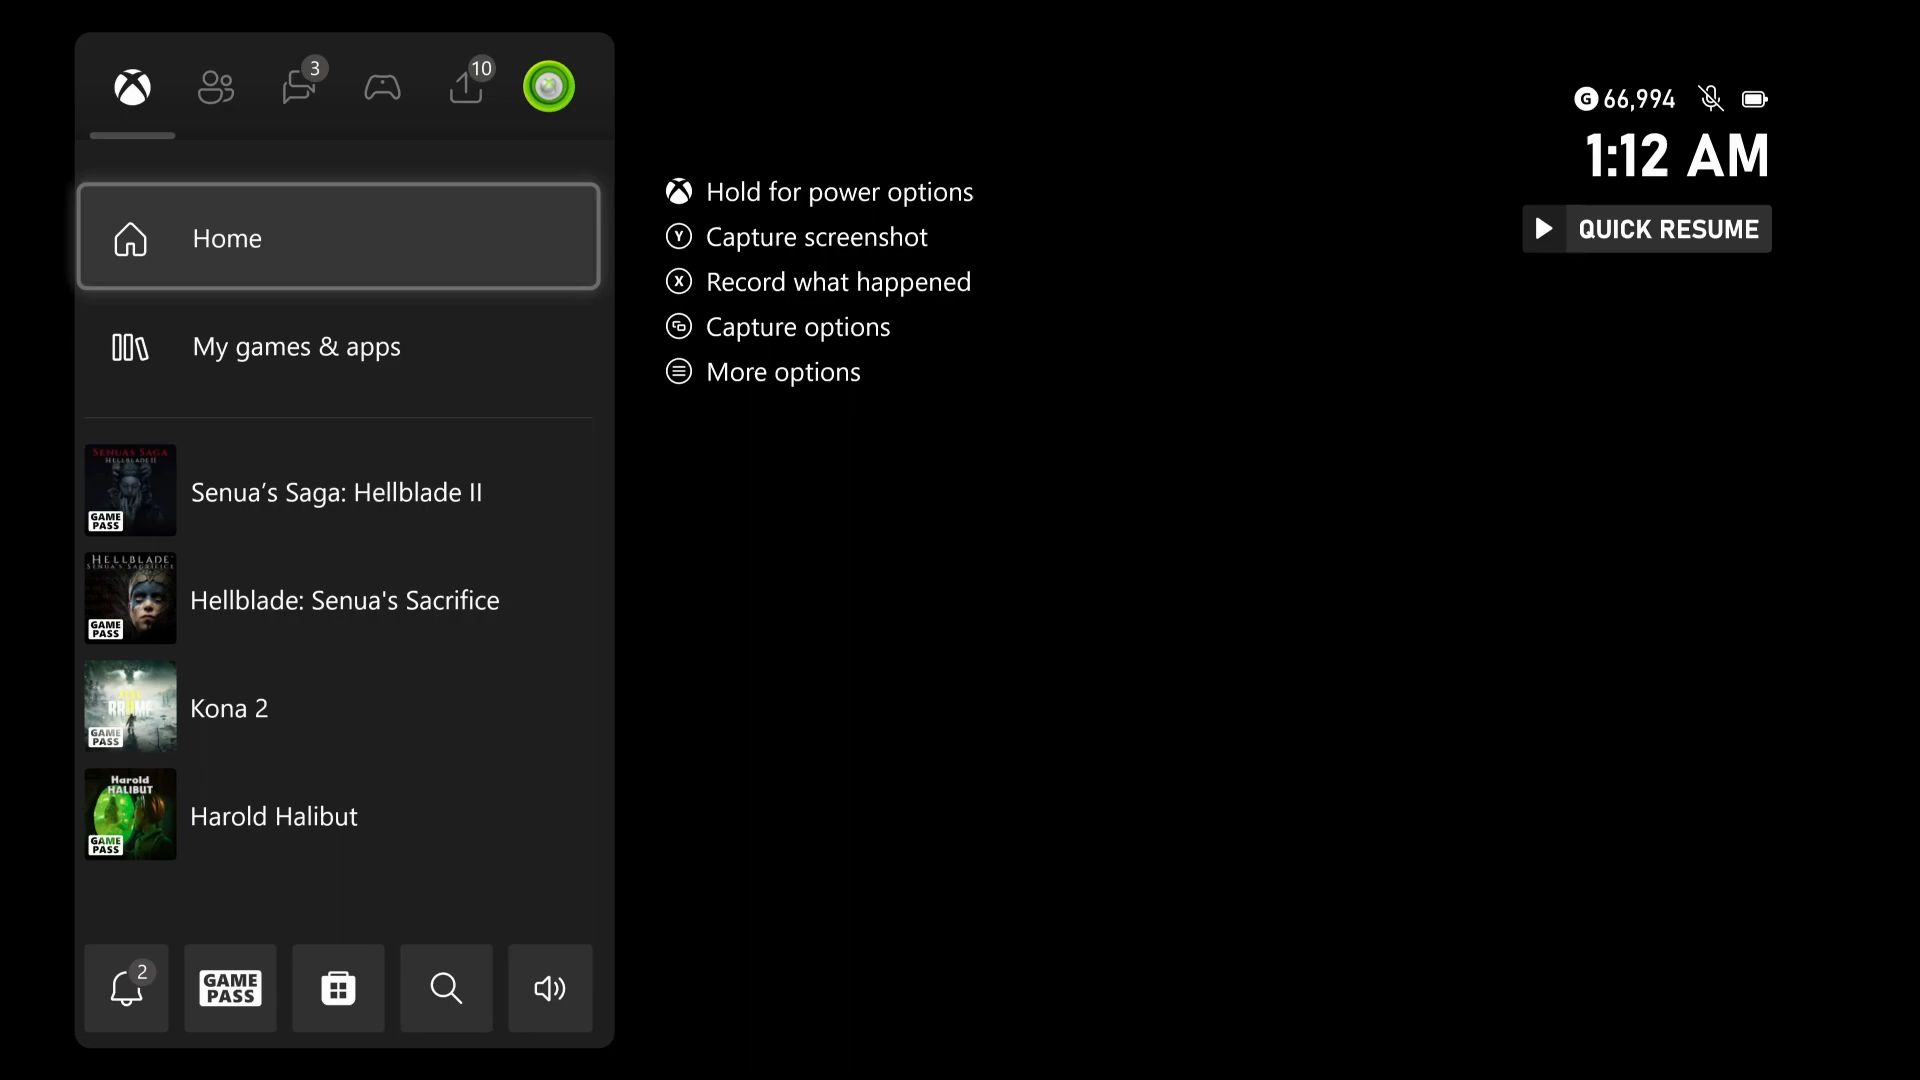 3
10
66,994
1:12 AM
QUICK RESUME
Home
My games & apps
Hold for power options
Y Capture screenshot
X Record what happened
Capture options
More options
SENUA'S SAGA
HELLBLADE II
GAME
PASS
Senua’s Saga: Hellblade II
HELLBLADE
SENUA'S SACRIFICE
GAME
PASS
Hellblade: Senua's Sacrifice
GAME
PASS
Kona 2
Harold
HALIBUT
GAME
PASS
Harold Halibut
2
GAME
PASS